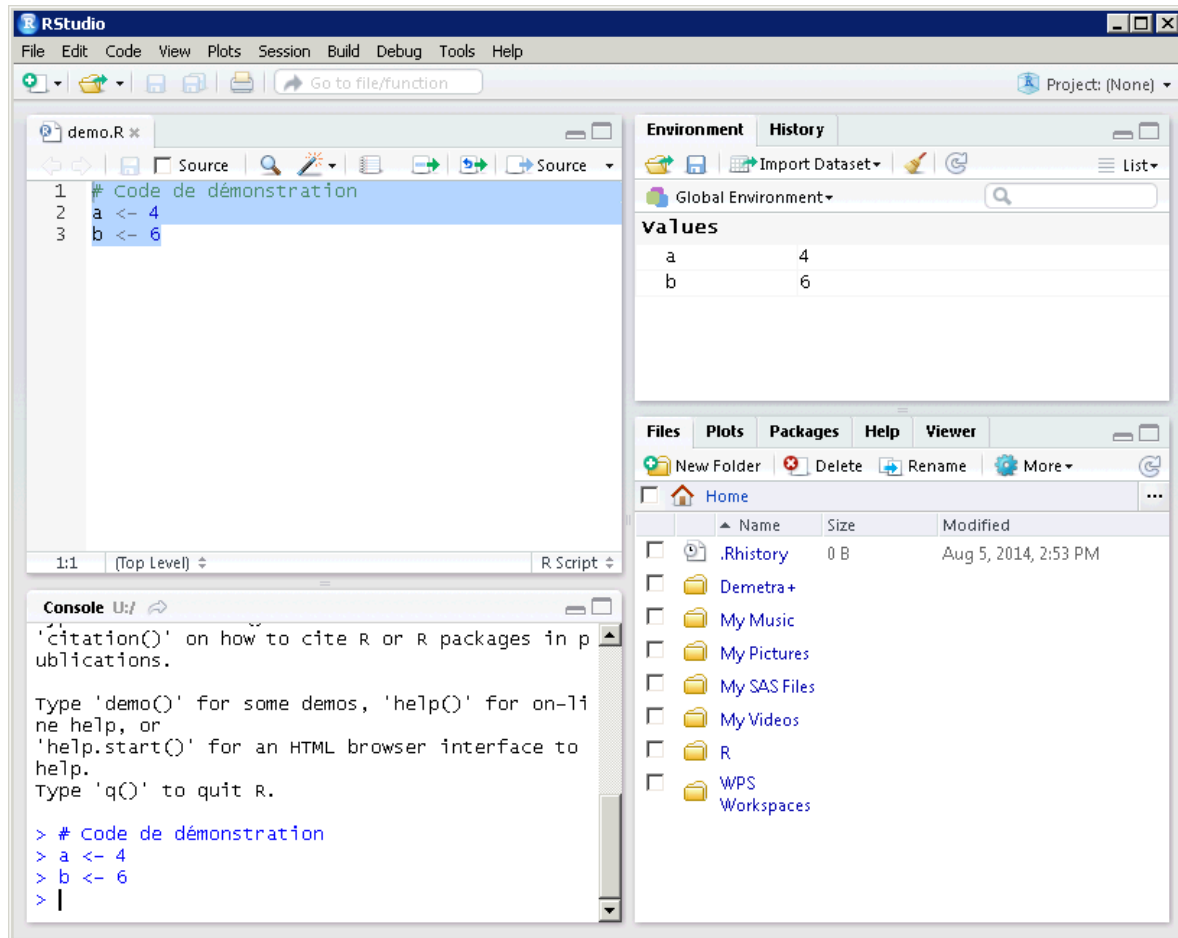 RStudio
File Edit Code View Plots Session Build Debug Tools Help
Go to file/function
Project: (None)
demo.R
Source Source
1 # Code de démonstration
2 a <- 4
3 b <- 6
1:1 (Top Level) R Script
Console U:/
'citation()' on how to cite R or R packages in p
ublications.
Type 'demo()' for some demos, 'help()' for on-li
ne help, or
'help.start()' for an HTML browser interface to
help.
Type 'q()' to quit R.
> # Code de démonstration
> a <- 4
> b <- 6
>
Environment History
Import Dataset List
Global Environment
Values
a 4
b 6
Files Plots Packages Help Viewer
New Folder Delete Rename More
Home ...
Name Size Modified
.Rhistory 0 B Aug 5, 2014, 2:53 PM
Demetra+
My Music
My Pictures
My SAS Files
My Videos
R
WPS
Workspaces